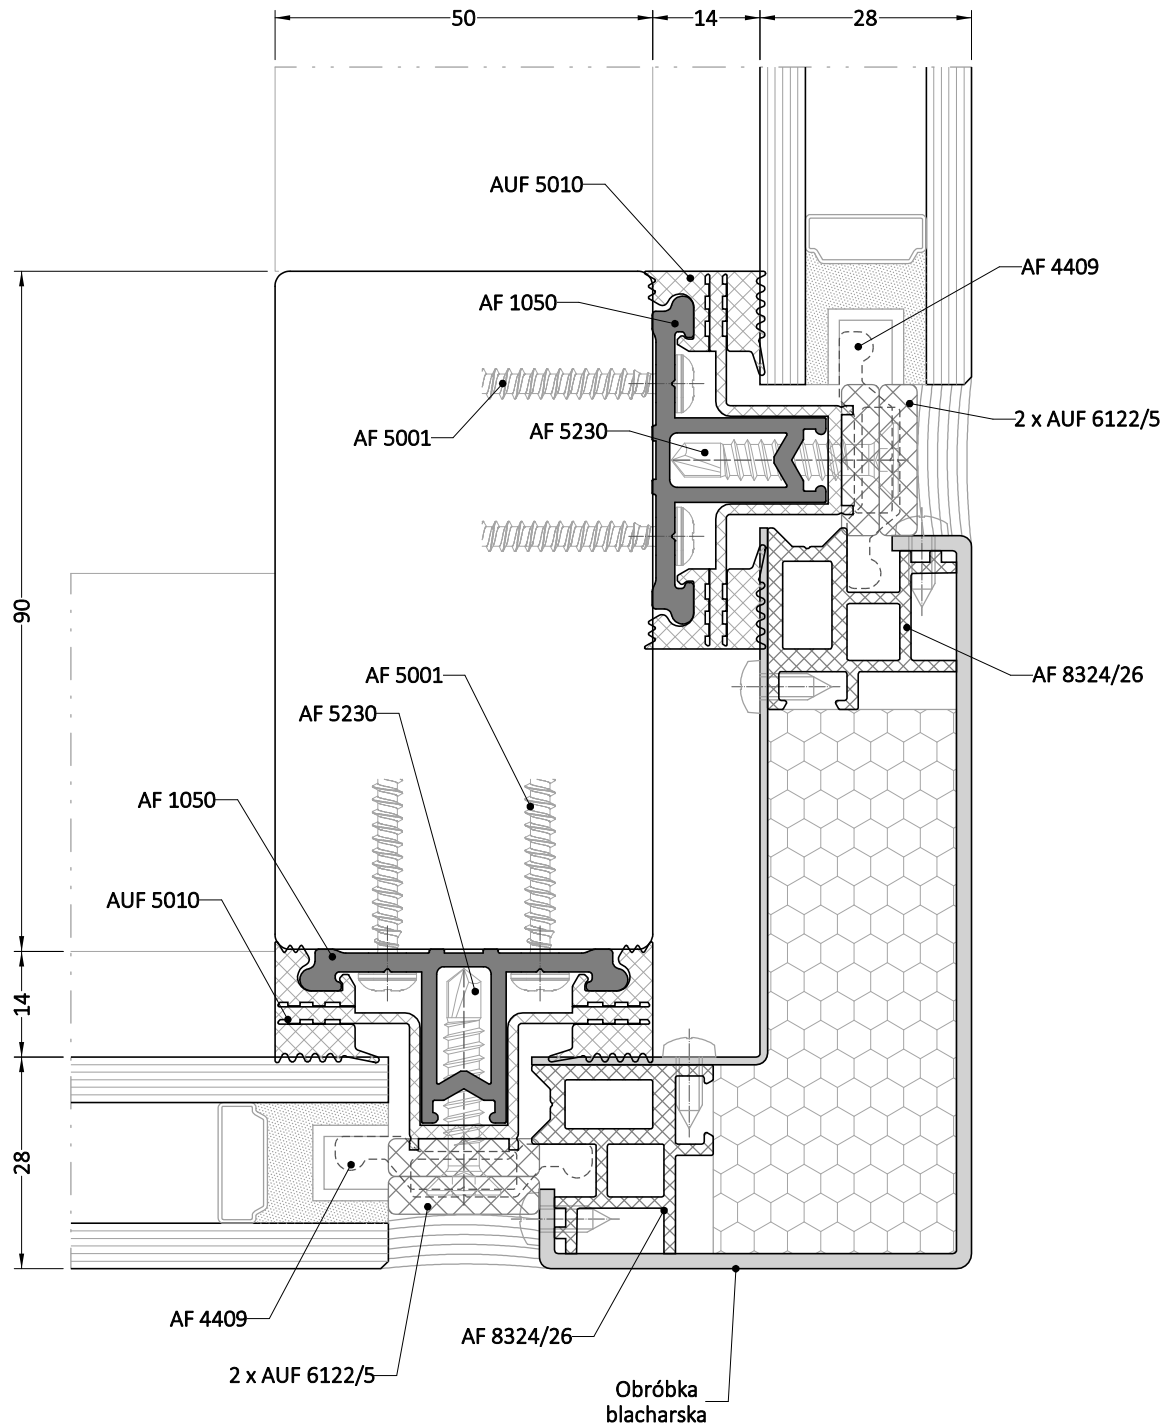 50
14
28
AUF 5010
AF 4409
AF 1050
2 x AUF 6122/5
AF 5001
AF 5230
90
AF 5001
AF 8324/26
AF 5230
AF 1050
AUF 5010
14
28
AF 4409
AF 8324/26
2 x AUF 6122/5
Obróbka
blacharska